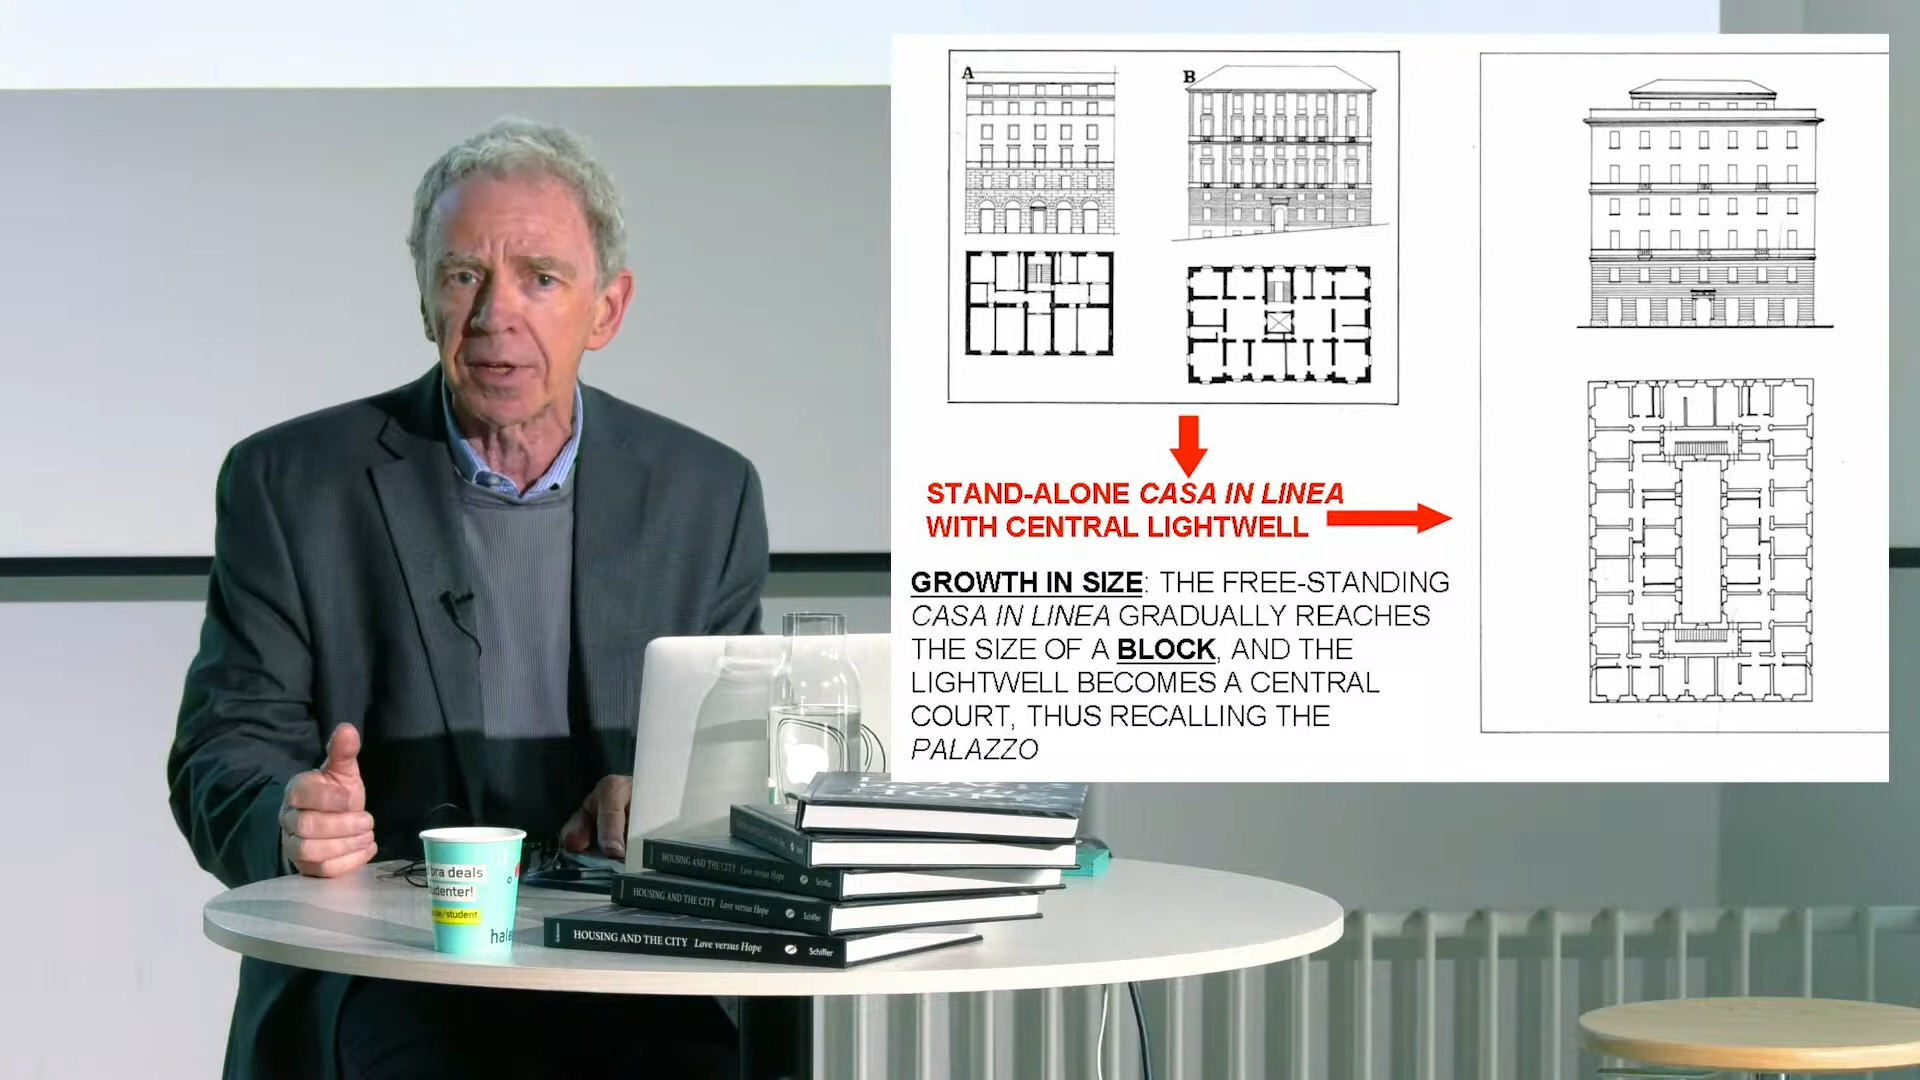 A
B
STAND-ALONE CASA IN LINEA
WITH CENTRAL LIGHTWELL
GROWTH IN SIZE: THE FREE-STANDING
CASA IN LINEA GRADUALLY REACHES
THE SIZE OF A BLOCK, AND THE
LIGHTWELL BECOMES A CENTRAL
COURT, THUS RECALLING THE
PALAZZO
HOUSING AND THE CITY Love versus Hope Schiffer
HOUSING AND THE CITY Love versus Hope Schiffer
HOUSING AND THE CITY Love versus Hope Schiffer
bra deals
udenter!
/student